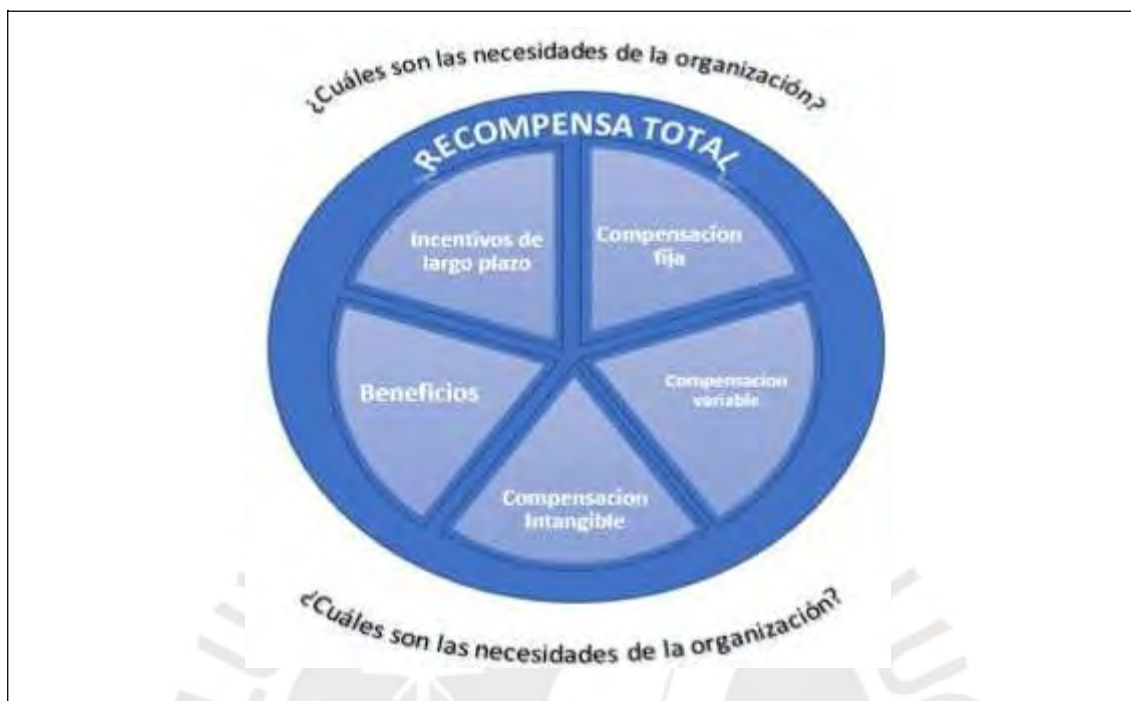 ¿Cuáles son las necesidades de la organización?
RECOMPENSA TOTAL
Incentivos de
largo plazo
Compensacion
fija
Beneficios
Compensacion
variable
Compensacion
Intangible
¿Cuáles son las necesidades de la organización?